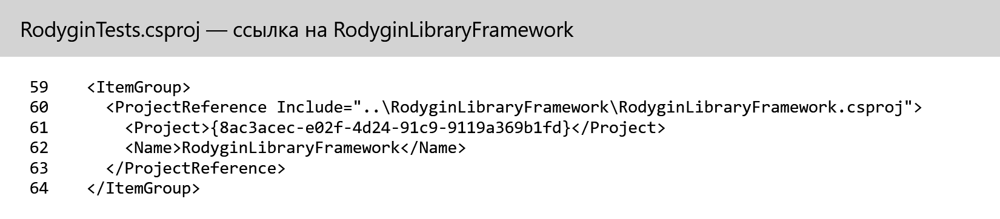 RodyginTests.csproj — ссылка на RodyginLibraryFramework
59    <ItemGroup>
60      <ProjectReference Include="..\RodyginLibraryFramework\RodyginLibraryFramework.csproj">
61        <Project>{8ac3acec-e02f-4d24-91c9-9119a369b1fd}</Project>
62        <Name>RodyginLibraryFramework</Name>
63      </ProjectReference>
64    </ItemGroup>